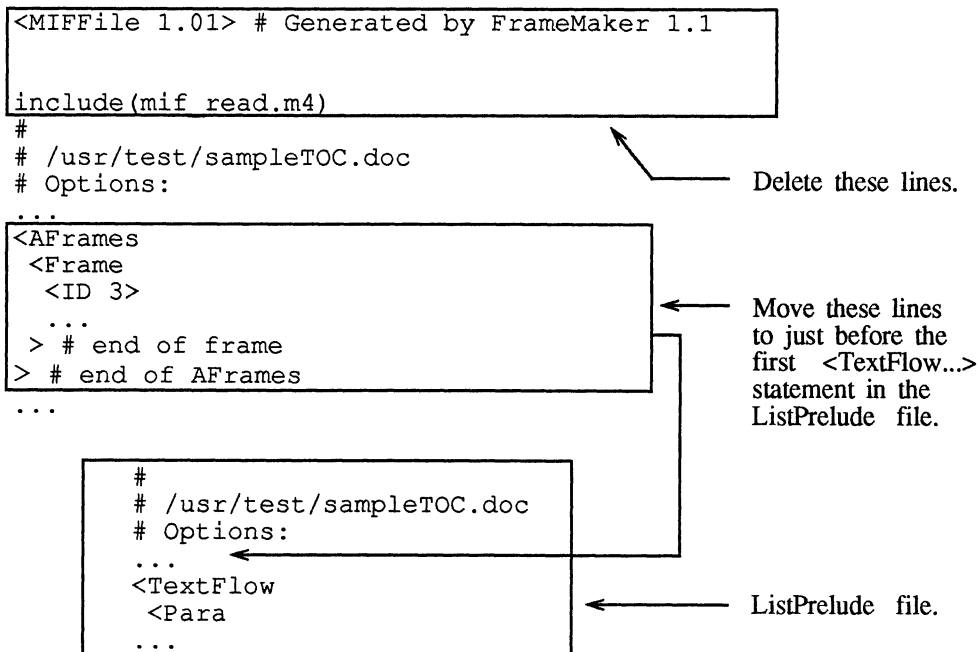 <MIFFile 1.01> # Generated by FrameMaker 1.1
include(mif_read.m4)
#
# /usr/test/sampleTOC.doc
# Options:
...
Delete these lines.
<AFrames
<Frame
<ID 3>
...
> # end of frame
> # end of AFrames
...
Move these lines
to just before the
first <TextFlow...>
statement in the
ListPrelude file.
#
# /usr/test/sampleTOC.doc
# Options:
...
<TextFlow
<Para
...
ListPrelude file.